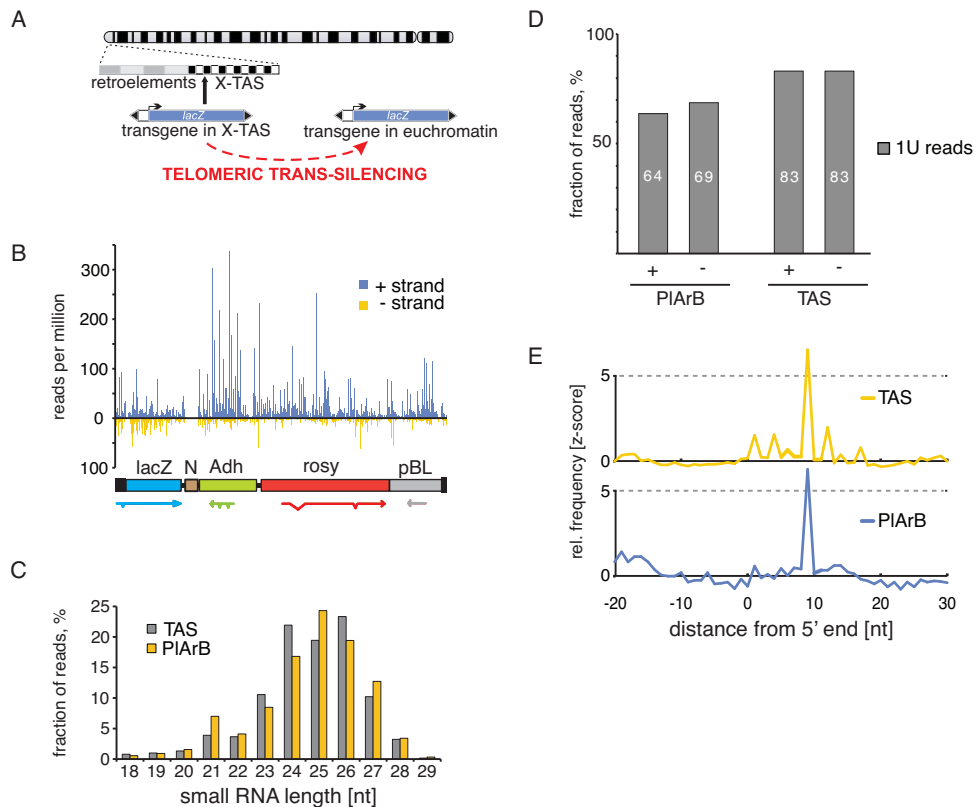 A
retroelements X-TAS
lacZ lacZ
transgene in X-TAS transgene in euchromatin
TELOMERIC TRANS-SILENCING
B
reads per million
300
200
100
0
100
+ strand
- strand
lacZ N Adh rosy pBL
C
fraction of reads, %
25
20
15
10
5
0
TAS
PlArB
18 19 20 21 22 23 24 25 26 27 28 29
small RNA length [nt]
D
fraction of reads, %
100
50
64 69 83 83
1U reads
+ - + -
PlArB TAS
E
rel. frequency [z-score]
5
0
TAS
5
0
PlArB
-20 -10 0 10 20 30
distance from 5' end [nt]